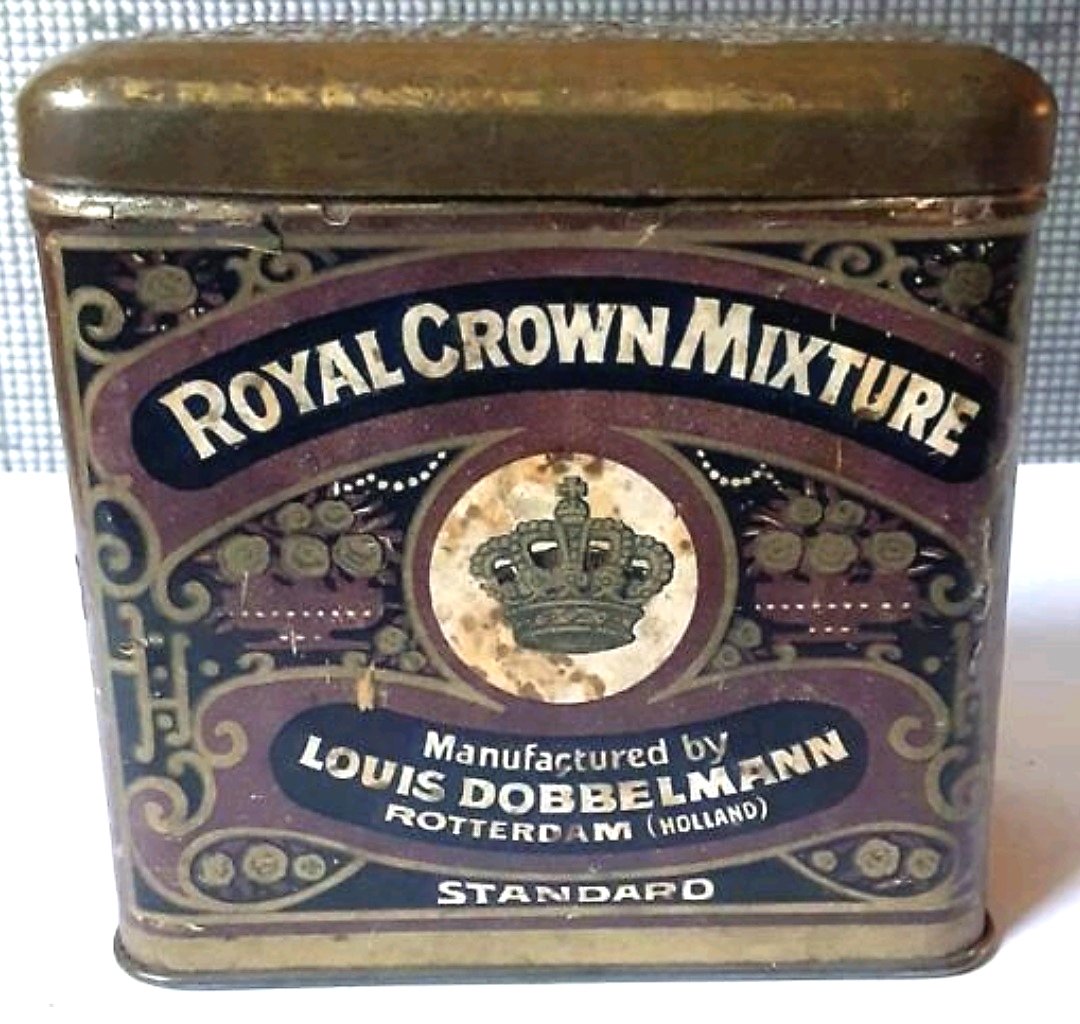 ROYAL CROWN MIXTURE
Manufactured by
LOUIS DOBBELMANN
ROTTERDAM (HOLLAND)
STANDARD